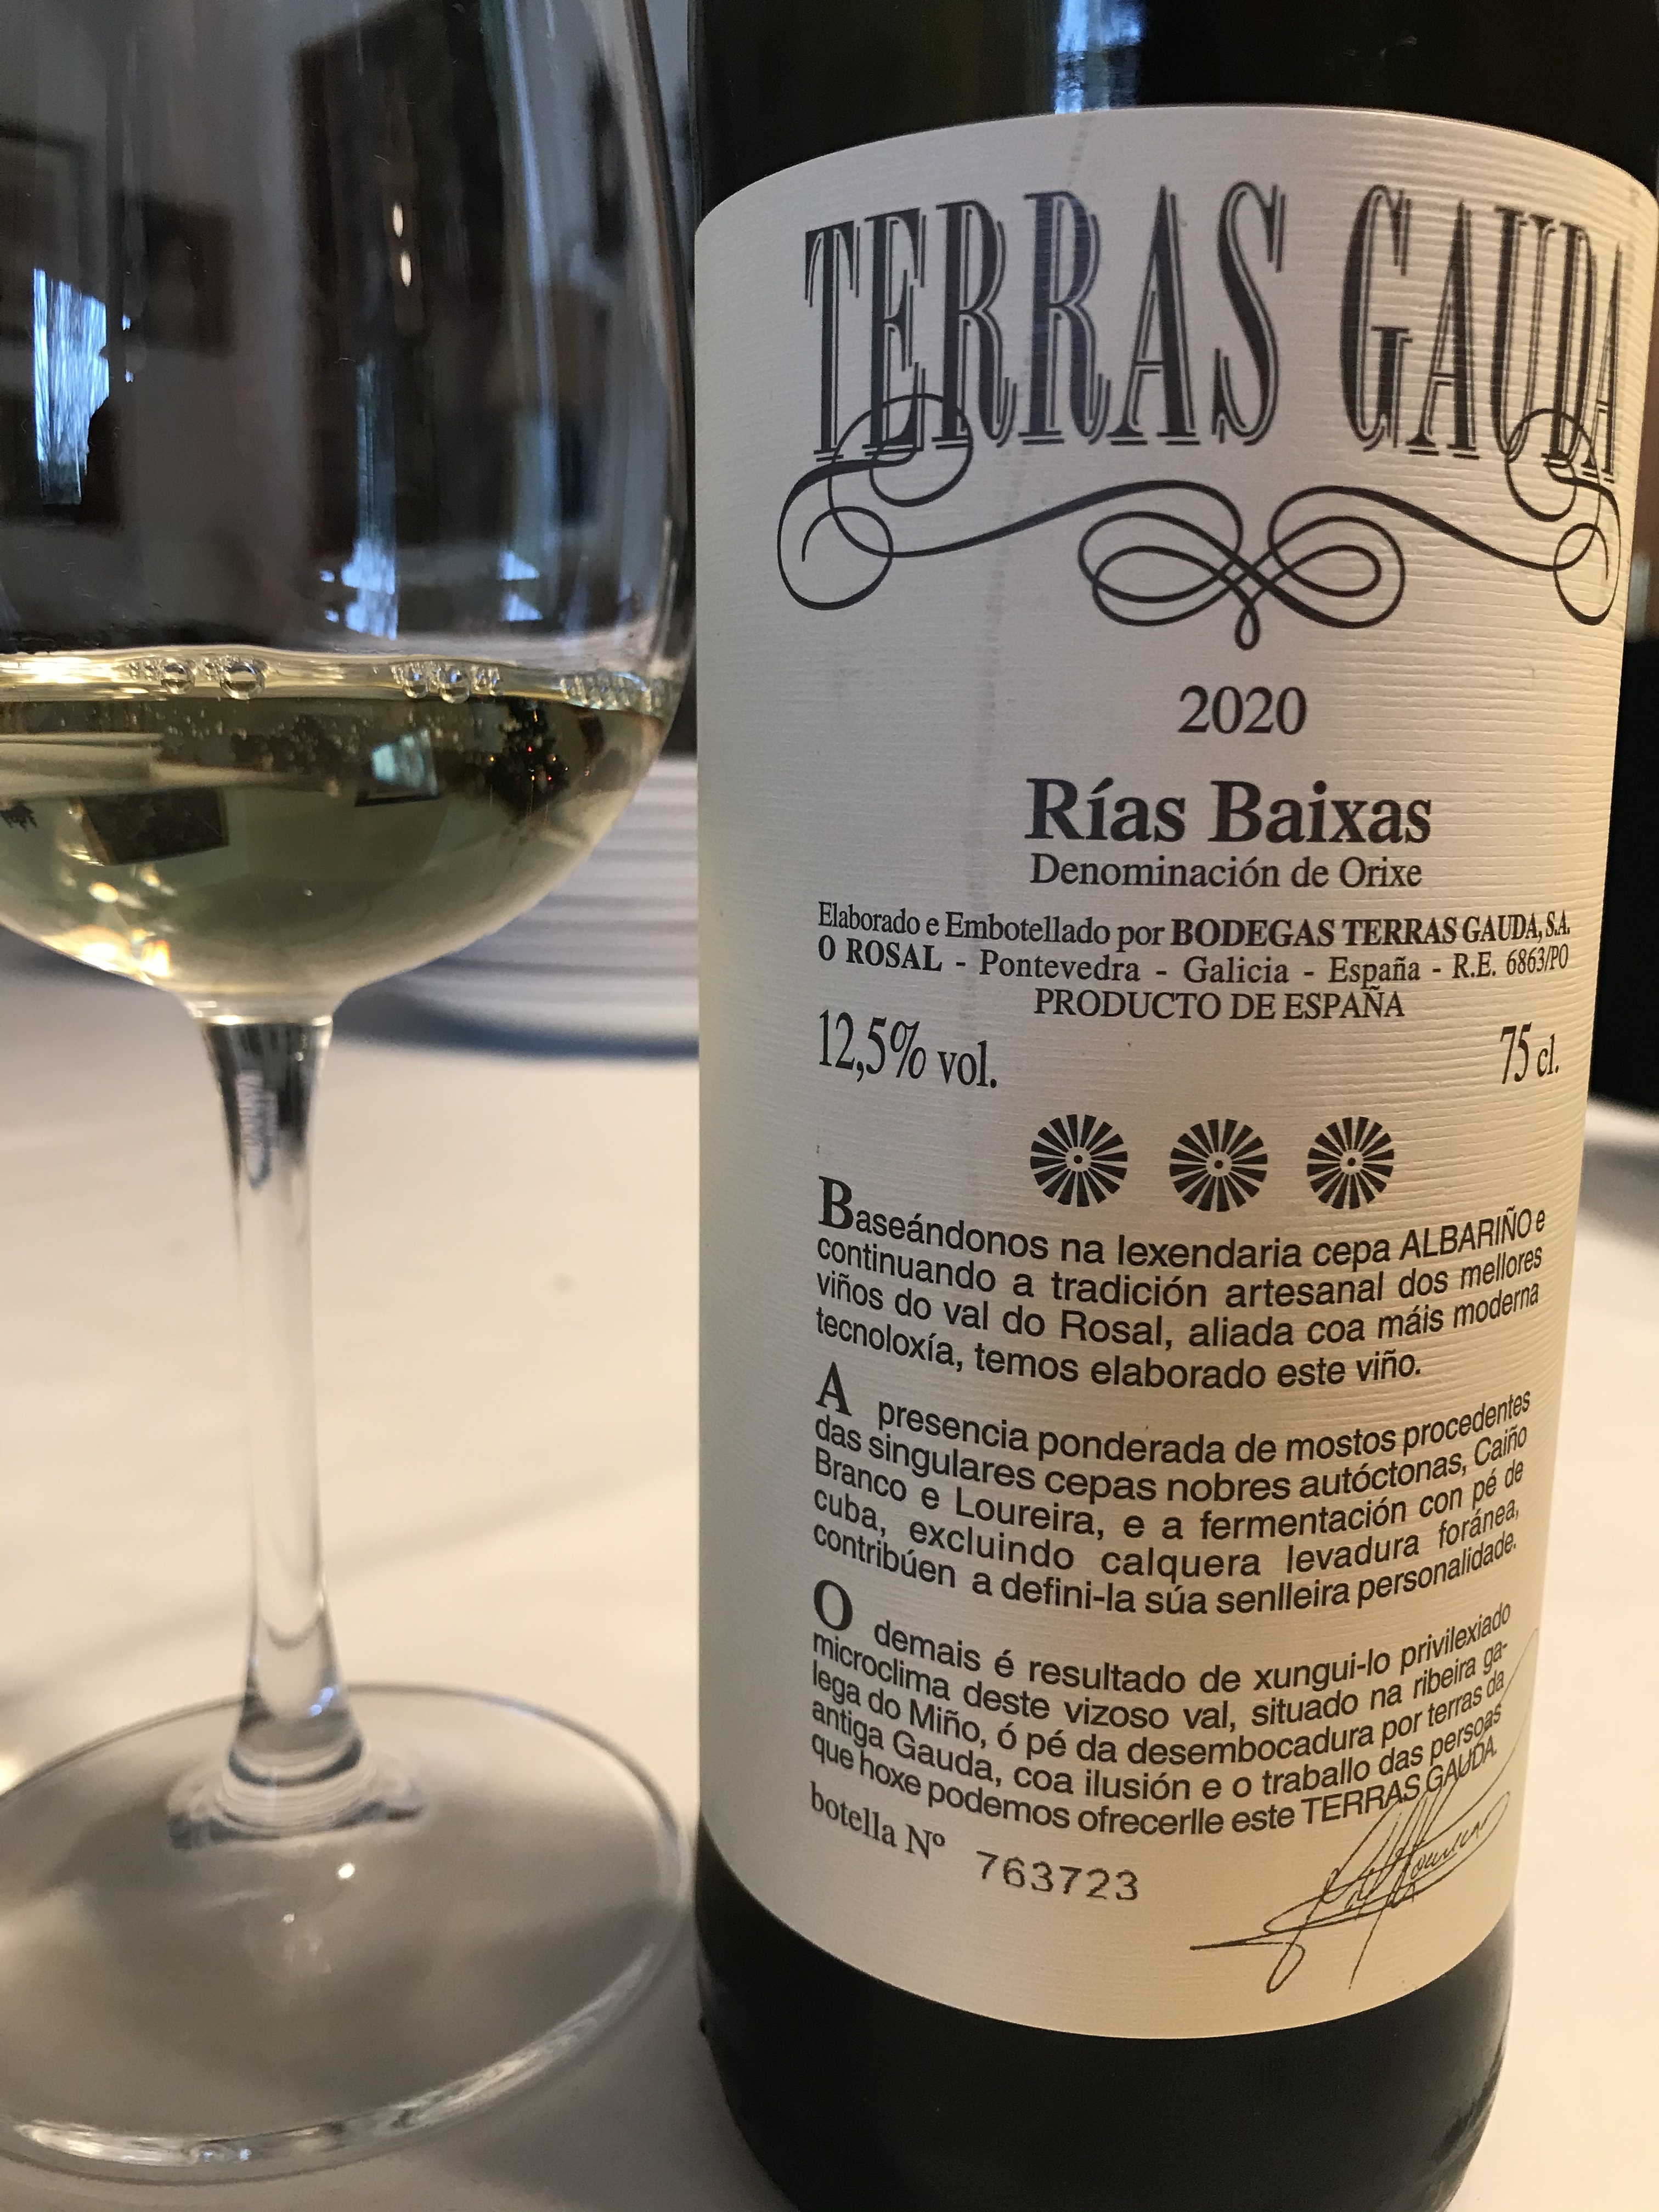 TERRAS GAUDA
2020
Rías Baixas
Denominación de Orixe
Elaborado e Embotellado por BODEGAS TERRAS GAUDA, S.A.
O ROSAL - Pontevedra - Galicia - España - R.E. 6863/PO
PRODUCTO DE ESPAÑA
12,5% vol. 75 cl.
Baseándonos na lexendaria cepa ALBARIÑO e
continuando a tradición artesanal dos mellores
viños do val do Rosal, aliada coa máis moderna
tecnoloxía, temos elaborado este viño.
A presencia ponderada de mostos procedentes
das singulares cepas nobres autóctonas, Caiño
Branco e Loureira, e a fermentación con pé de
cuba, excluindo calquera levadura foránea,
contribúen a defini-la súa senlleira personalidade.
O demais é resultado de xungui-lo privilexiado
microclima deste vizoso val, situado na ribeira ga-
lega do Miño, ó pé da desembocadura por terras da
antiga Gauda, coa ilusión e o traballo das persoas
que hoxe podemos ofrecerlle este TERRAS GAUDA.
botella Nº 763723